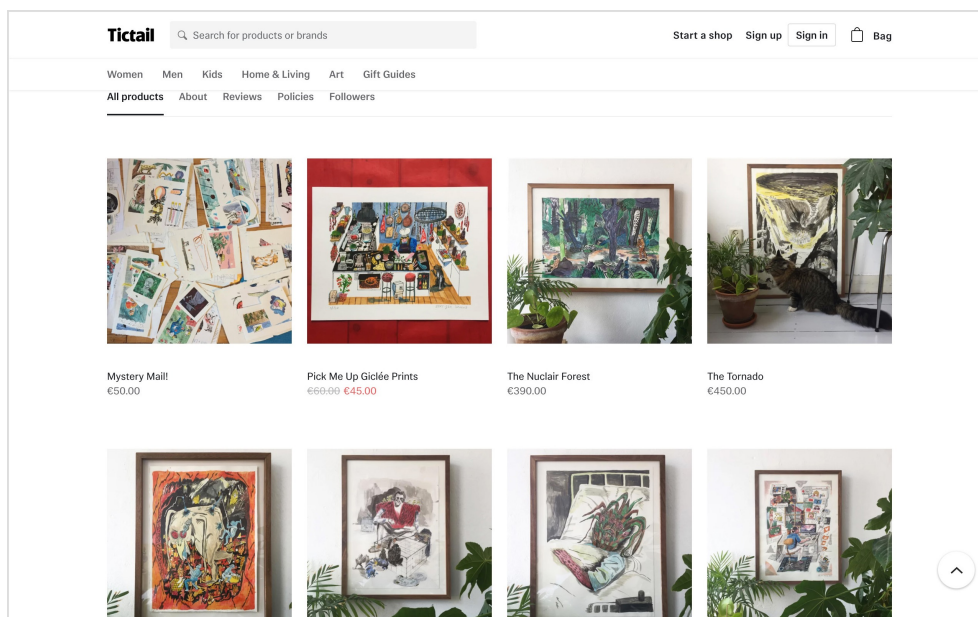 Tictail
Search for products or brands
Start a shop
Sign up
Sign in
Bag
Women
Men
Kids
Home & Living
Art
Gift Guides
All products
About
Reviews
Policies
Followers
Mystery Mail!
€50.00
Pick Me Up Giclée Prints
€60.00 €45.00
The Nuclair Forest
€390.00
The Tornado
€450.00